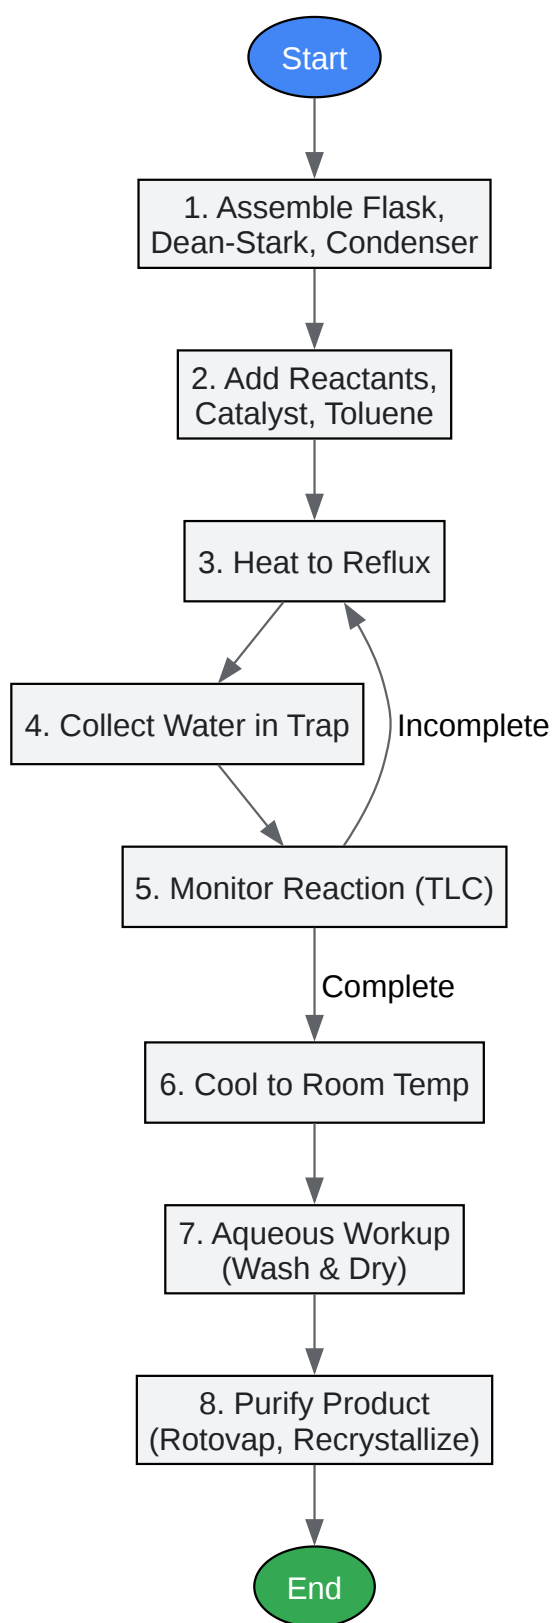 Start
1. Assemble Flask,
Dean-Stark, Condenser
2. Add Reactants,
Catalyst, Toluene
3. Heat to Reflux
4. Collect Water in Trap
Incomplete
5. Monitor Reaction (TLC)
Complete
6. Cool to Room Temp
7. Aqueous Workup
(Wash & Dry)
8. Purify Product
(Rotovap, Recrystallize)
End